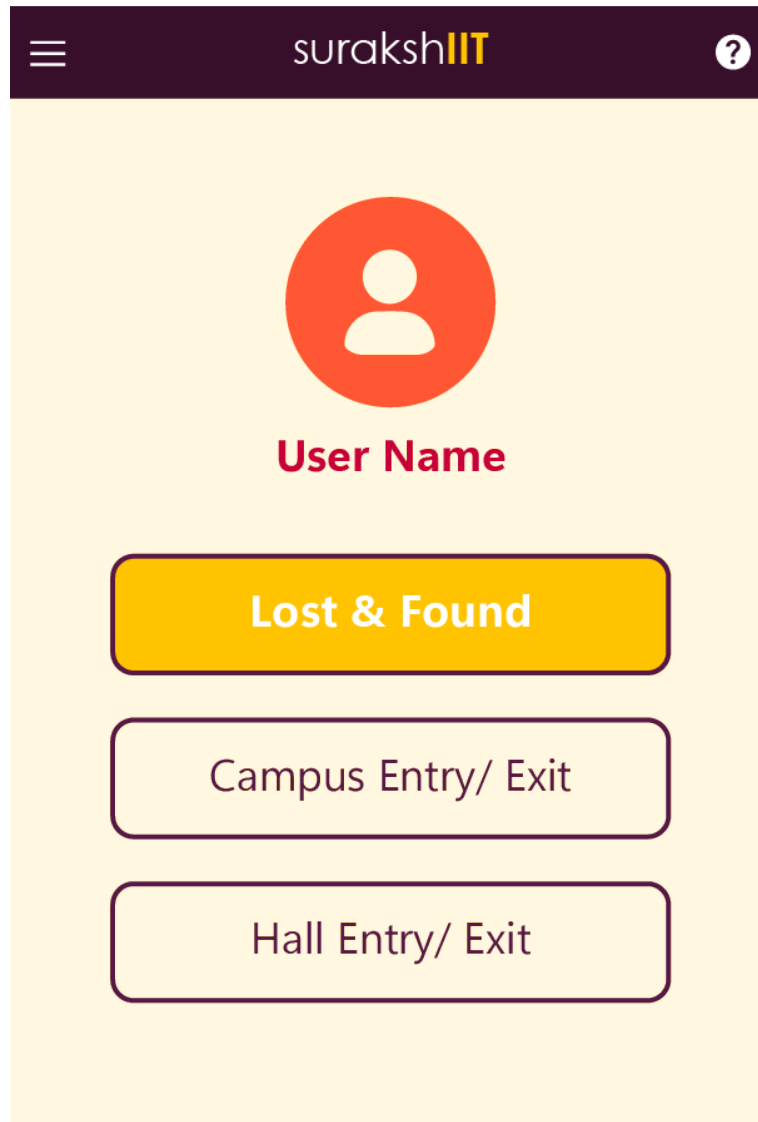 surakshIIT
?
User Name
Lost & Found
Campus Entry/ Exit
Hall Entry/ Exit